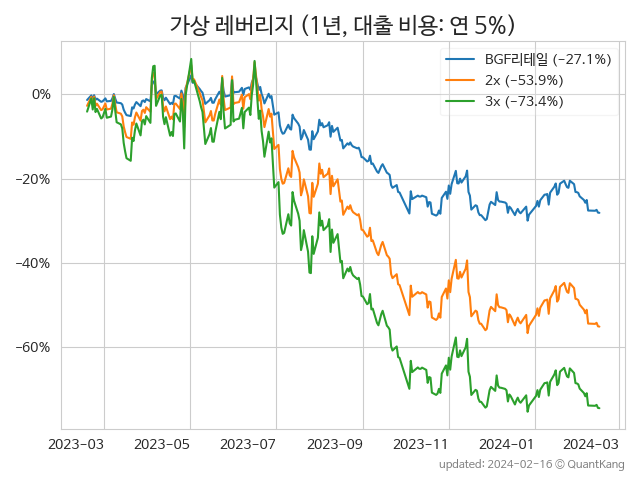 가상 레버리지 (1년, 대출 비용: 연 5%)
BGF리테일 (−27.1%)
2x (−53.9%)
3x (−73.4%)
0%
−20%
−40%
−60%
2023-03 2023-05 2023-07 2023-09 2023-11 2024-01 2024-03
updated: 2024-02-16 © QuantKang